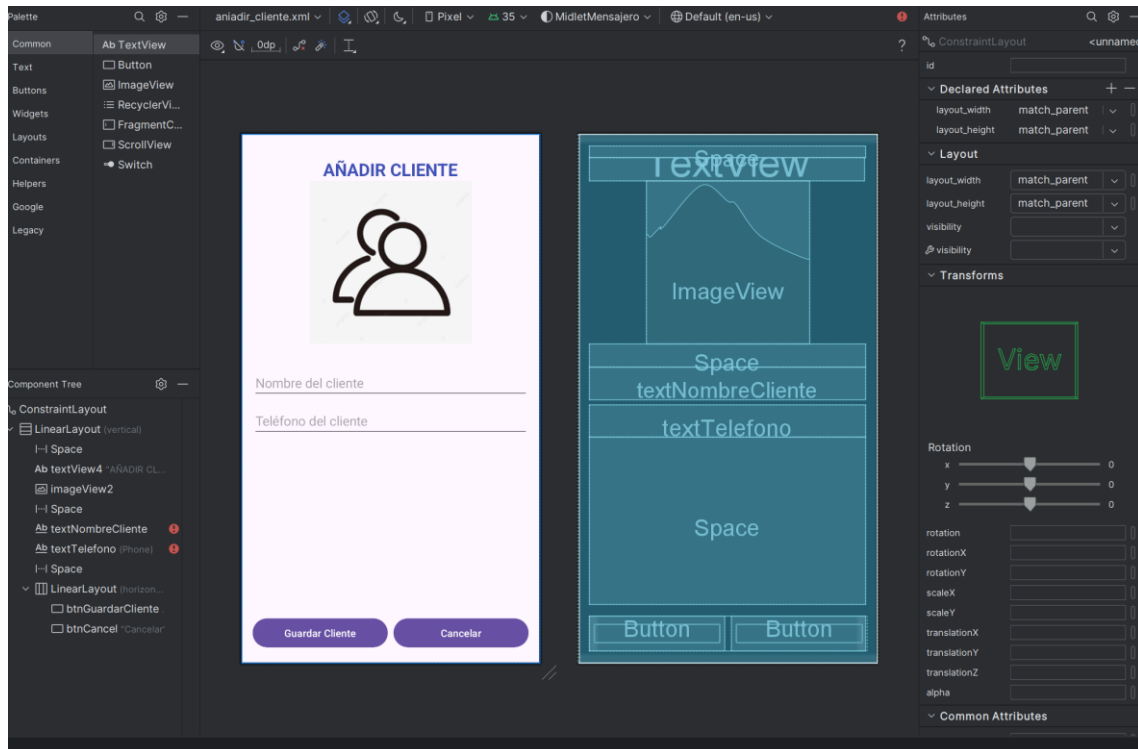 Palette
Common
Text
Buttons
Widgets
Layouts
Containers
Helpers
Google
Legacy
Ab TextView
Button
ImageView
RecyclerVi...
FragmentC...
ScrollView
Switch
aniadir_cliente.xml
Pixel
35
MidletMensajero
Default (en-us)
0dp
?
Component Tree
ConstraintLayout
LinearLayout (vertical)
Space
Ab textView4 "AÑADIR CL...
imageView2
Space
Ab textNombreCliente
Ab textTelefono (Phone)
Space
LinearLayout (horizon...
btnGuardarCliente
btnCancel "Cancelar"
AÑADIR CLIENTE
Nombre del cliente
Teléfono del cliente
Guardar Cliente
Cancelar
Space
TextView
ImageView
Space
textNombreCliente
textTelefono
Space
Button
Button
Attributes
ConstraintLayout
<unnamed
id
Declared Attributes
layout_width match_parent
layout_height match_parent
Layout
layout_width match_parent
layout_height match_parent
visibility
visibility
Transforms
View
Rotation
x 0
y 0
z 0
rotation
rotationX
rotationY
scaleX
scaleY
translationX
translationY
translationZ
alpha
Common Attributes